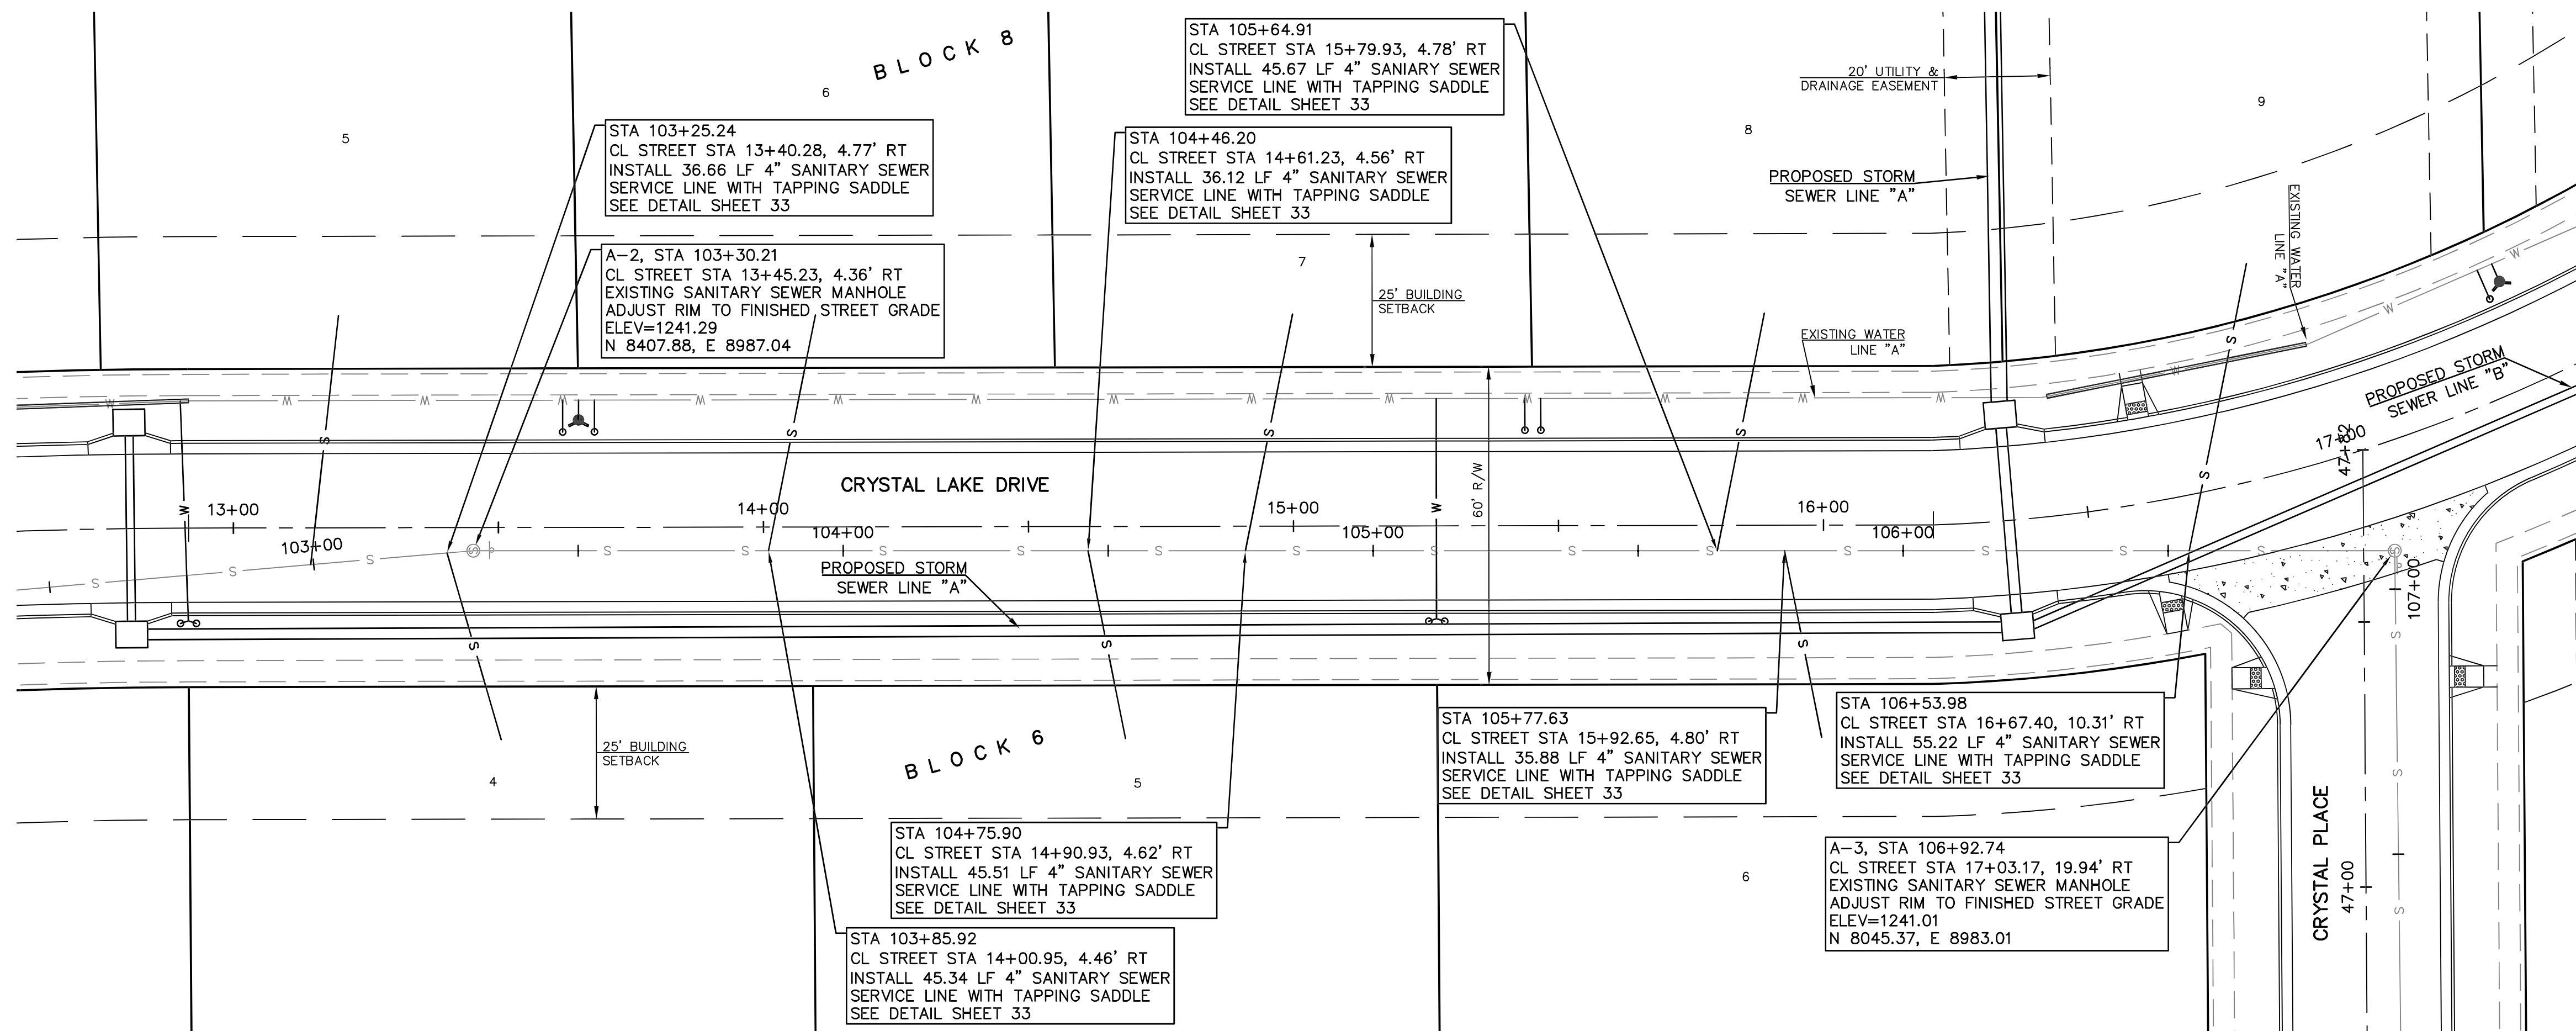 BLOCK 8
5
6
7
8
9
STA 105+64.91
CL STREET STA 15+79.93, 4.78' RT
INSTALL 45.67 LF 4" SANIARY SEWER
SERVICE LINE WITH TAPPING SADDLE
SEE DETAIL SHEET 33
20' UTILITY &
DRAINAGE EASEMENT
STA 103+25.24
CL STREET STA 13+40.28, 4.77' RT
INSTALL 36.66 LF 4" SANITARY SEWER
SERVICE LINE WITH TAPPING SADDLE
SEE DETAIL SHEET 33
STA 104+46.20
CL STREET STA 14+61.23, 4.56' RT
INSTALL 36.12 LF 4" SANITARY SEWER
SERVICE LINE WITH TAPPING SADDLE
SEE DETAIL SHEET 33
PROPOSED STORM
SEWER LINE "A"
EXISTING WATER
LINE "A"
A-2, STA 103+30.21
CL STREET STA 13+45.23, 4.36' RT
EXISTING SANITARY SEWER MANHOLE
ADJUST RIM TO FINISHED STREET GRADE
ELEV=1241.29
N 8407.88, E 8987.04
25' BUILDING
SETBACK
EXISTING WATER
LINE "A"
PROPOSED STORM
SEWER LINE "B"
W W W W W W W W W W W W W W W W W W
S S S S S S
CRYSTAL LAKE DRIVE
60' R/W
13+00
14+00
15+00
16+00
17+00
47+82
103+00
104+00
105+00
106+00
107+00
S S S S S S S S S S S S S S S S S
PROPOSED STORM
SEWER LINE "A"
S S S
25' BUILDING
SETBACK
BLOCK 6
4
5
6
STA 105+77.63
CL STREET STA 15+92.65, 4.80' RT
INSTALL 35.88 LF 4" SANITARY SEWER
SERVICE LINE WITH TAPPING SADDLE
SEE DETAIL SHEET 33
STA 106+53.98
CL STREET STA 16+67.40, 10.31' RT
INSTALL 55.22 LF 4" SANITARY SEWER
SERVICE LINE WITH TAPPING SADDLE
SEE DETAIL SHEET 33
STA 104+75.90
CL STREET STA 14+90.93, 4.62' RT
INSTALL 45.51 LF 4" SANITARY SEWER
SERVICE LINE WITH TAPPING SADDLE
SEE DETAIL SHEET 33
A-3, STA 106+92.74
CL STREET STA 17+03.17, 19.94' RT
EXISTING SANITARY SEWER MANHOLE
ADJUST RIM TO FINISHED STREET GRADE
ELEV=1241.01
N 8045.37, E 8983.01
STA 103+85.92
CL STREET STA 14+00.95, 4.46' RT
INSTALL 45.34 LF 4" SANITARY SEWER
SERVICE LINE WITH TAPPING SADDLE
SEE DETAIL SHEET 33
CRYSTAL PLACE
47+00
S S S